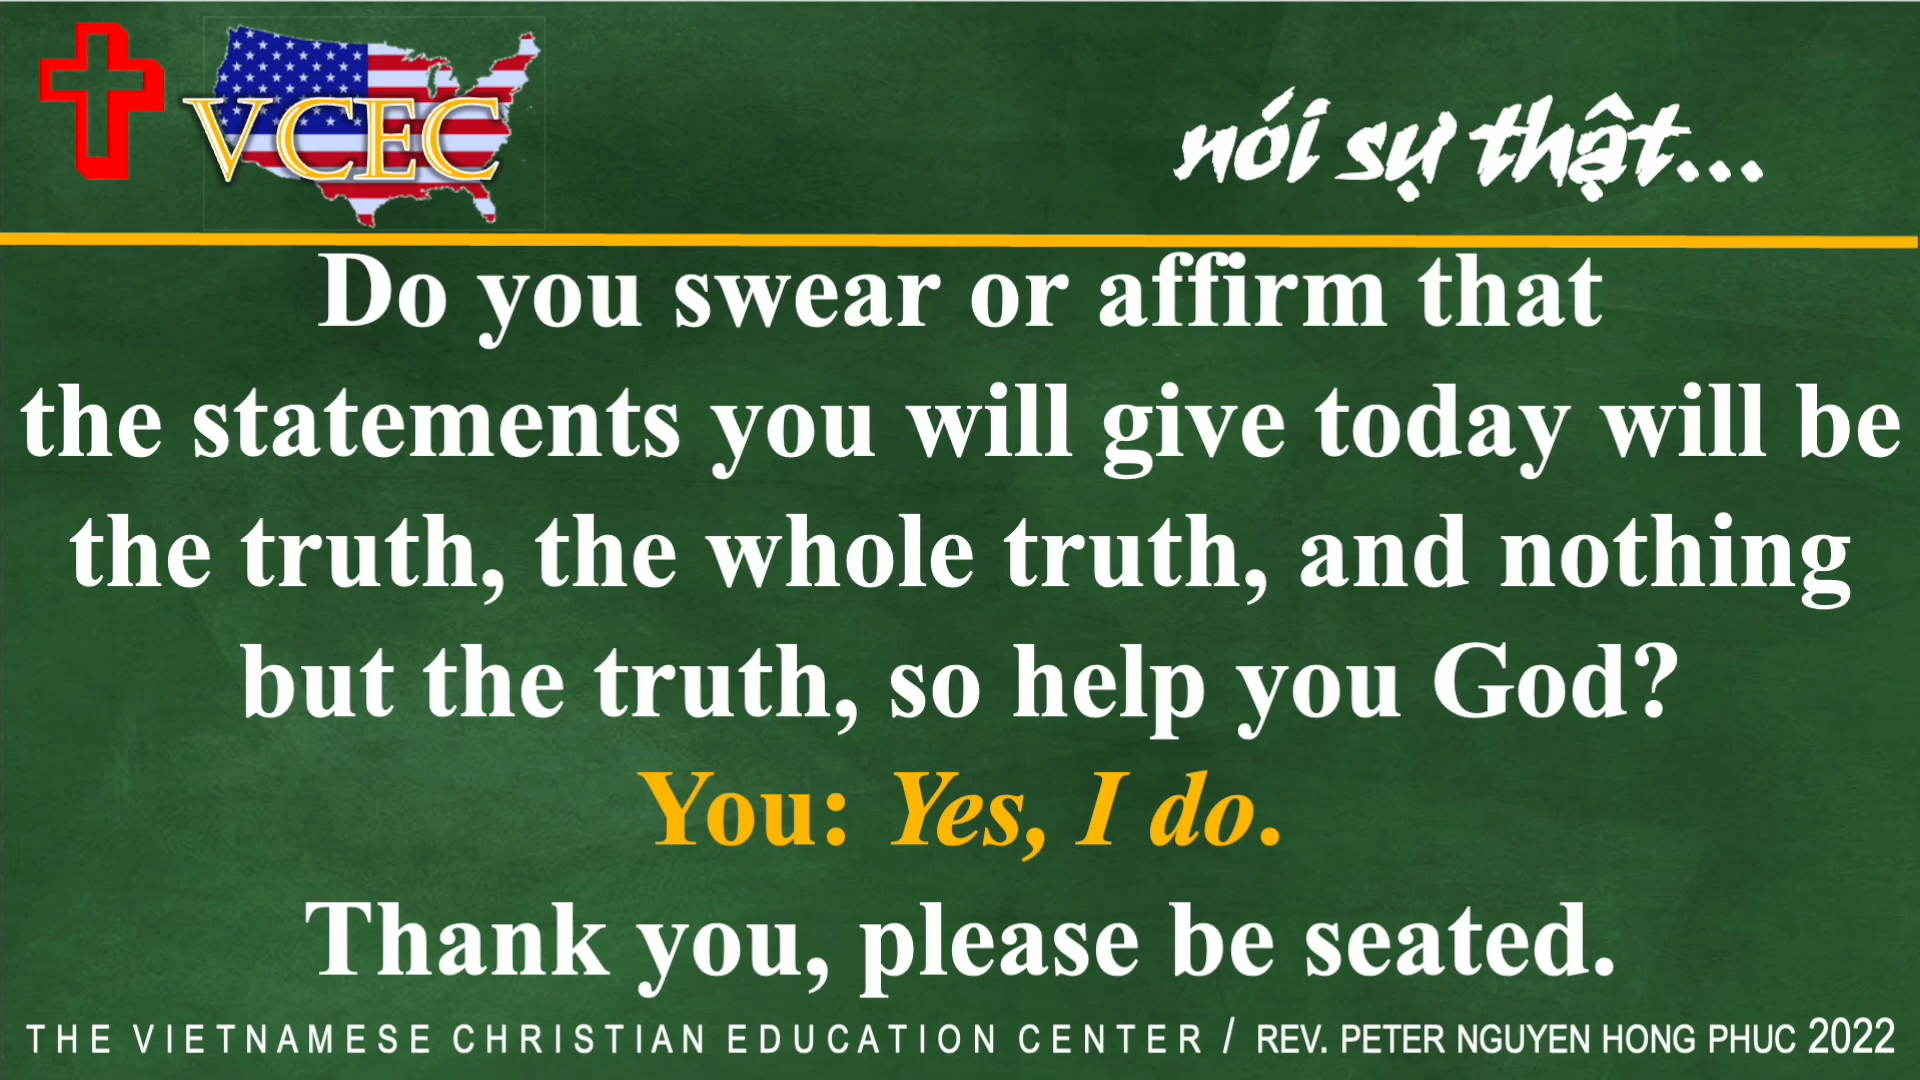 VCEC
nói sự thật...
Do you swear or affirm that
the statements you will give today will be
the truth, the whole truth, and nothing
but the truth, so help you God?
You: Yes, I do.
Thank you, please be seated.
THE VIETNAMESE CHRISTIAN EDUCATION CENTER / REV. PETER NGUYEN HONG PHUC 2022